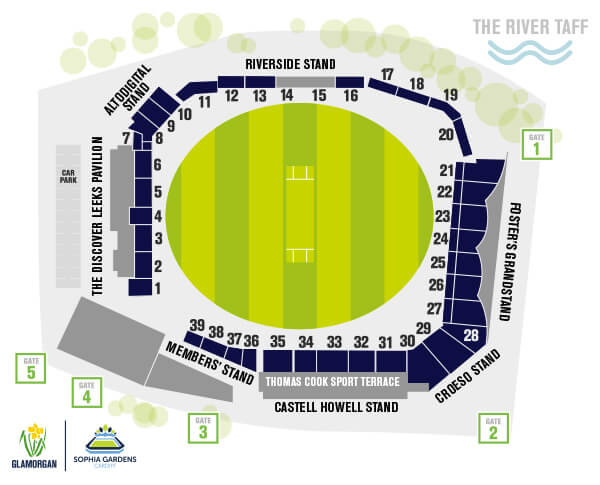 THE RIVER TAFF
RIVERSIDE STAND
ALTODIGITAL
STAND
17
18
19
20
16
15
14
13
12
11
10
9
8
7
GATE
1
CAR
PARK
THE DISCOVER LEEKS PAVILION
6
5
4
3
2
1
21
22
23
24
25
26
27
28
29
FOSTER'S GRANDSTAND
CROESO STAND
39
38
37
36
MEMBERS' STAND
35
34
33
32
31
30
THOMAS COOK SPORT TERRACE
CASTELL HOWELL STAND
GATE
5
GATE
4
GATE
3
GATE
2
GLAMORGAN
SOPHIA GARDENS
CARDIFF